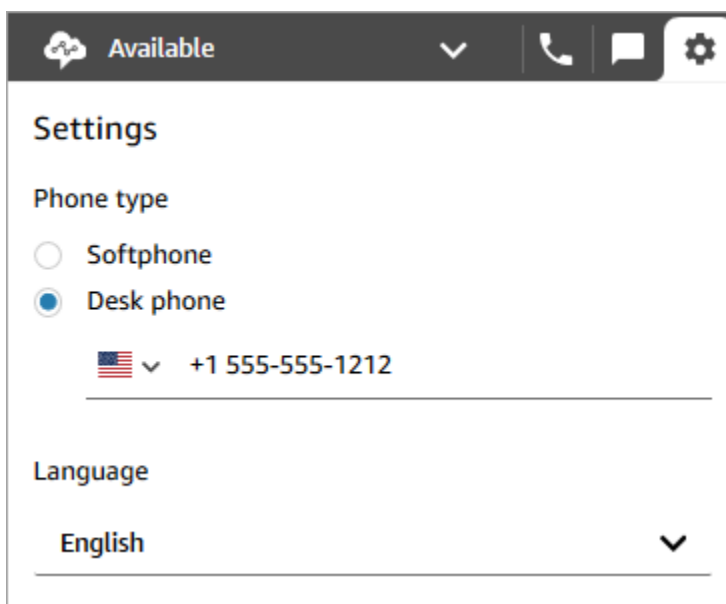 Available
Settings
Phone type
Softphone
Desk phone
+1 555-555-1212
Language
English